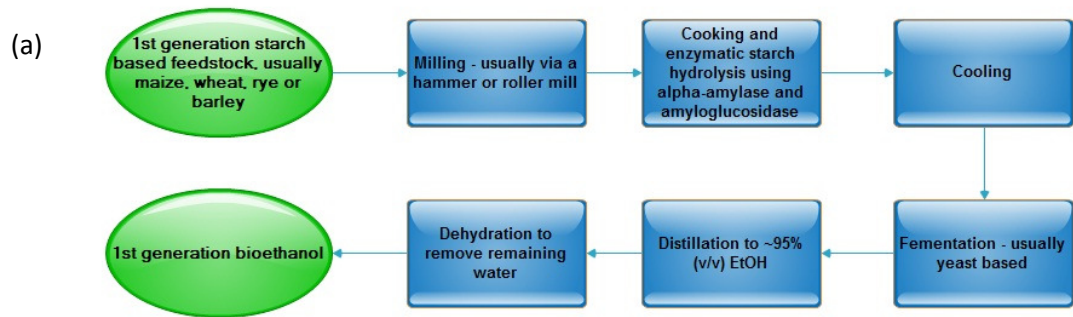 (a)
1st generation starch
based feedstock, usually
maize, wheat, rye or
barley
Milling - usually via a
hammer or roller mill
Cooking and
enzymatic starch
hydrolysis using
alpha-amylase and
amyloglucosidase
Cooling
1st generation bioethanol
Dehydration to
remove remaining
water
Distillation to ~95%
(v/v) EtOH
Fementation - usually
yeast based